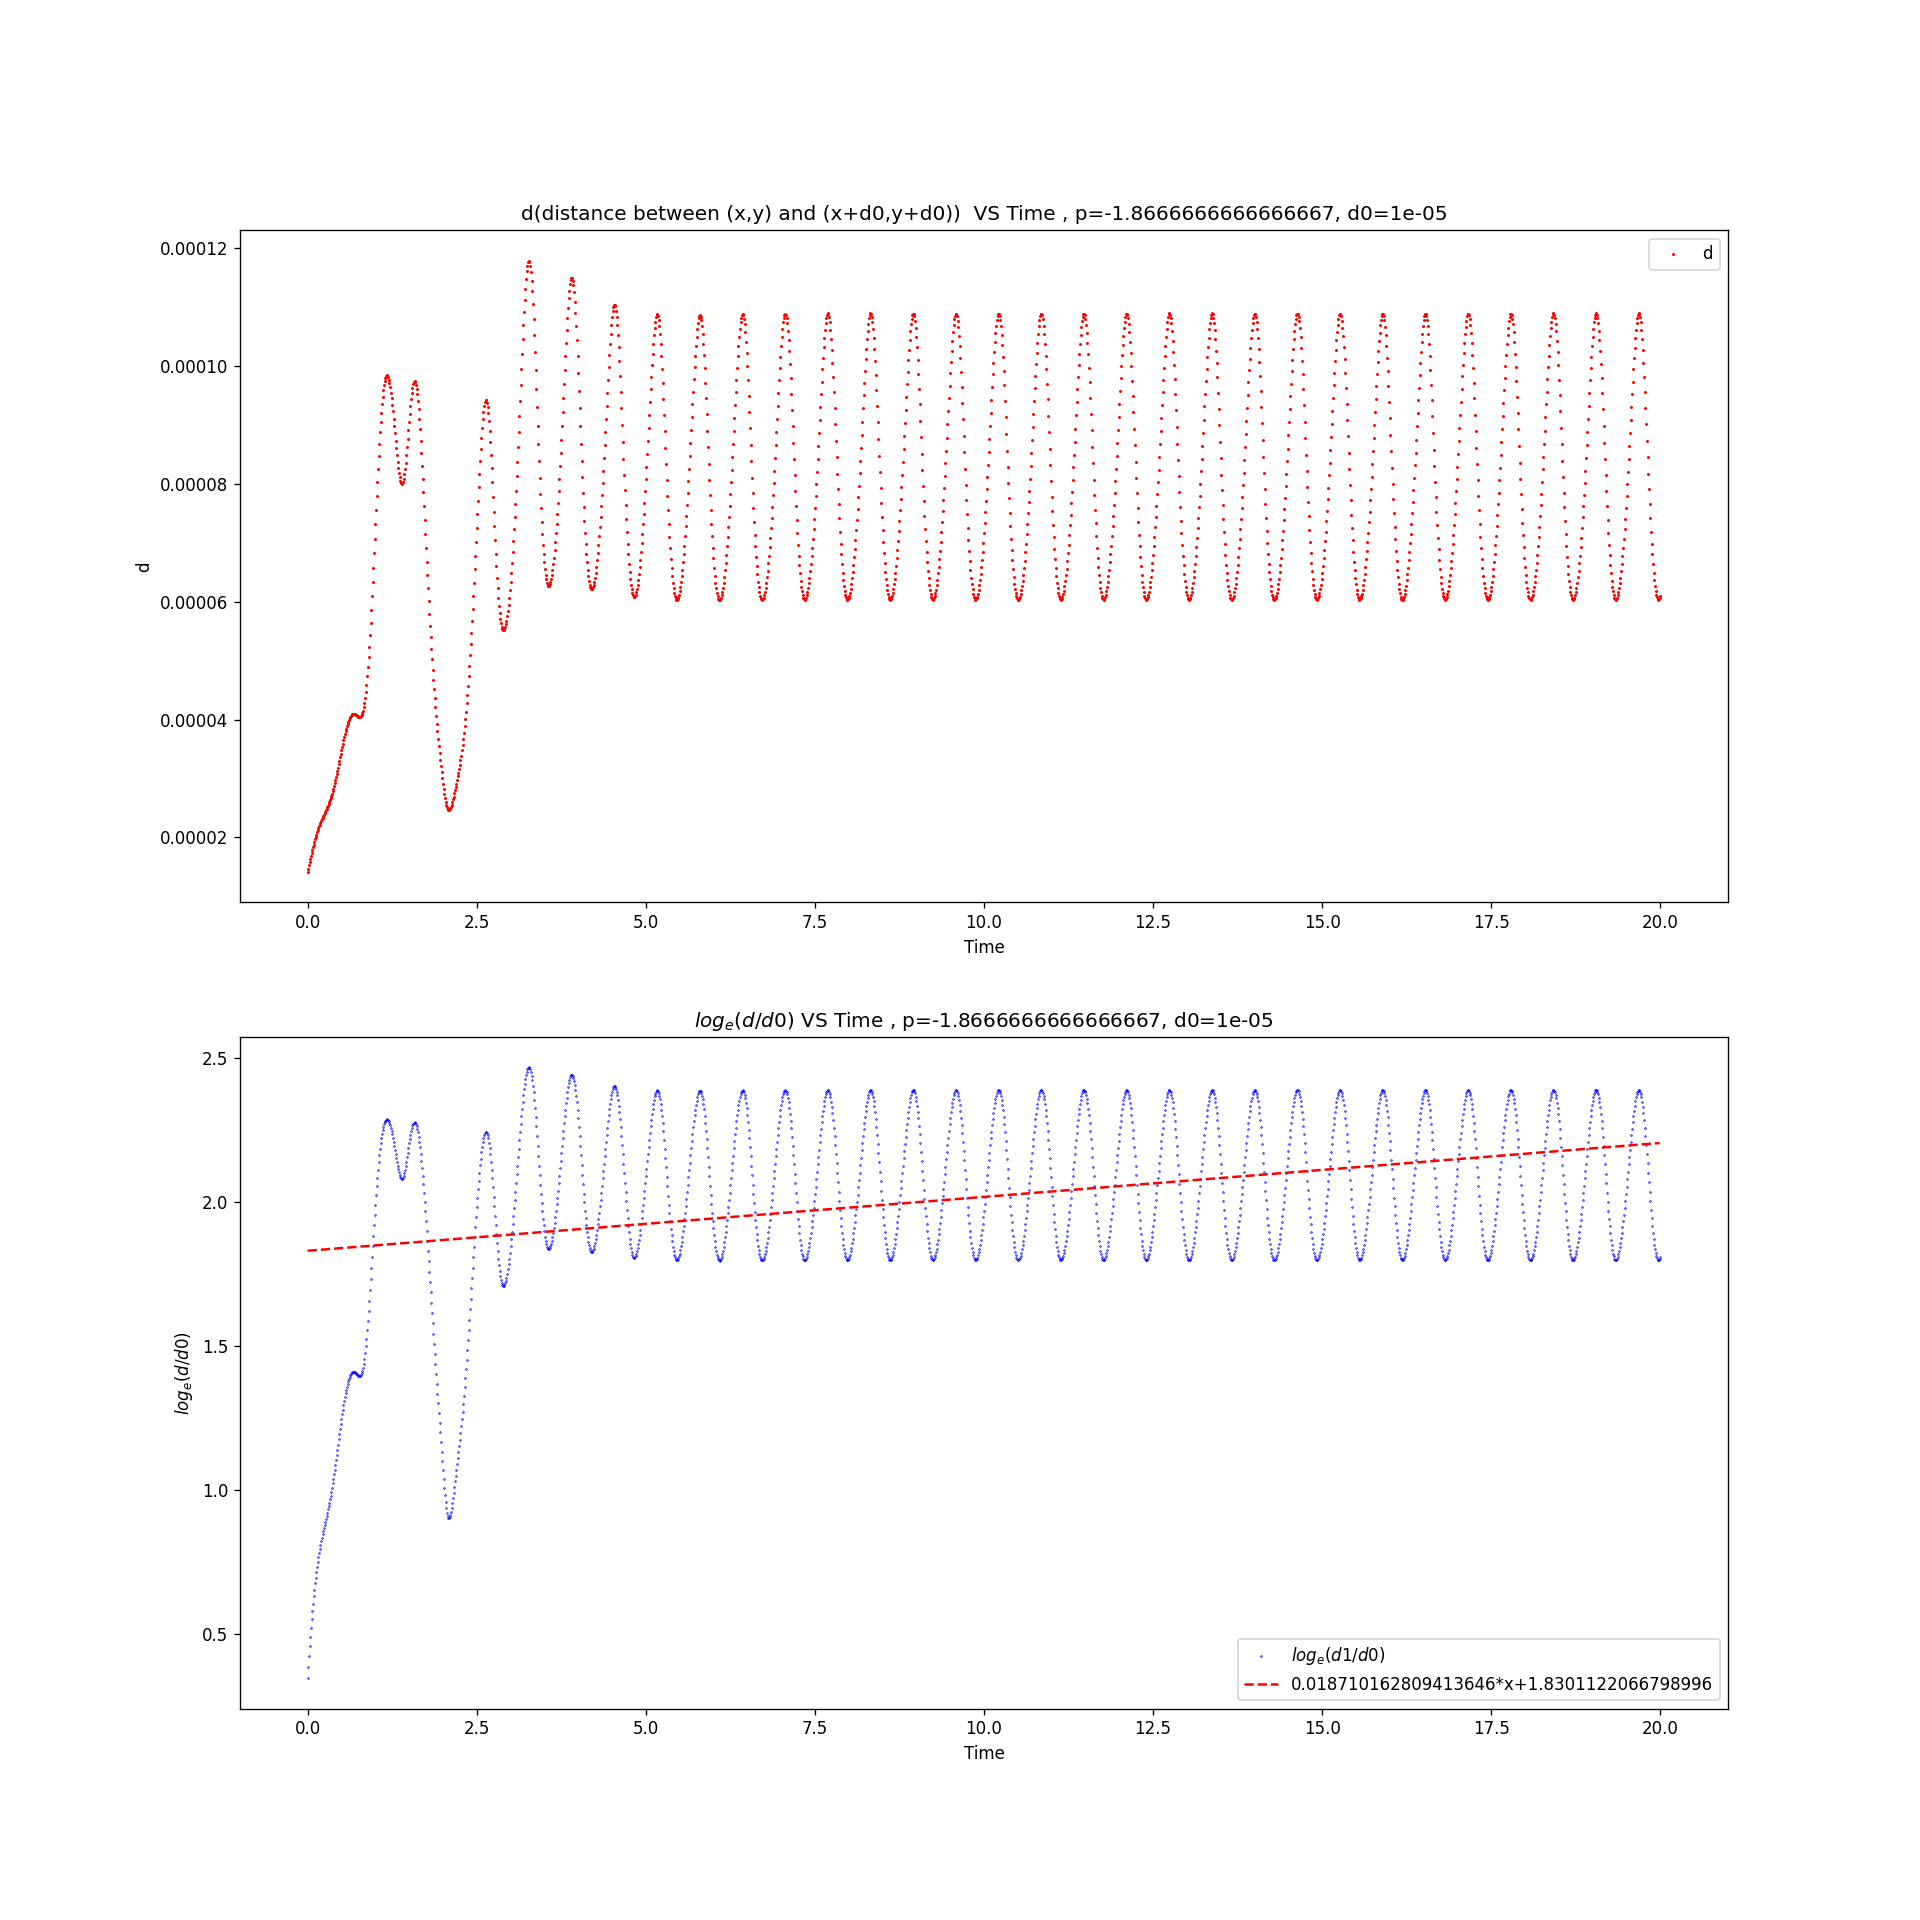 d(distance between (x,y) and (x+d0,y+d0))  VS Time , p=-1.8666666666666667, d0=1e-05
d
0.00012
0.00010
0.00008
0.00006
0.00004
0.00002
d
0.0 2.5 5.0 7.5 10.0 12.5 15.0 17.5 20.0
Time
log_e(d/d0) VS Time , p=-1.8666666666666667, d0=1e-05
2.5
2.0
1.5
1.0
0.5
log_e(d/d0)
log_e(d1/d0)
0.018710162809413646*x+1.8301122066798996
0.0 2.5 5.0 7.5 10.0 12.5 15.0 17.5 20.0
Time